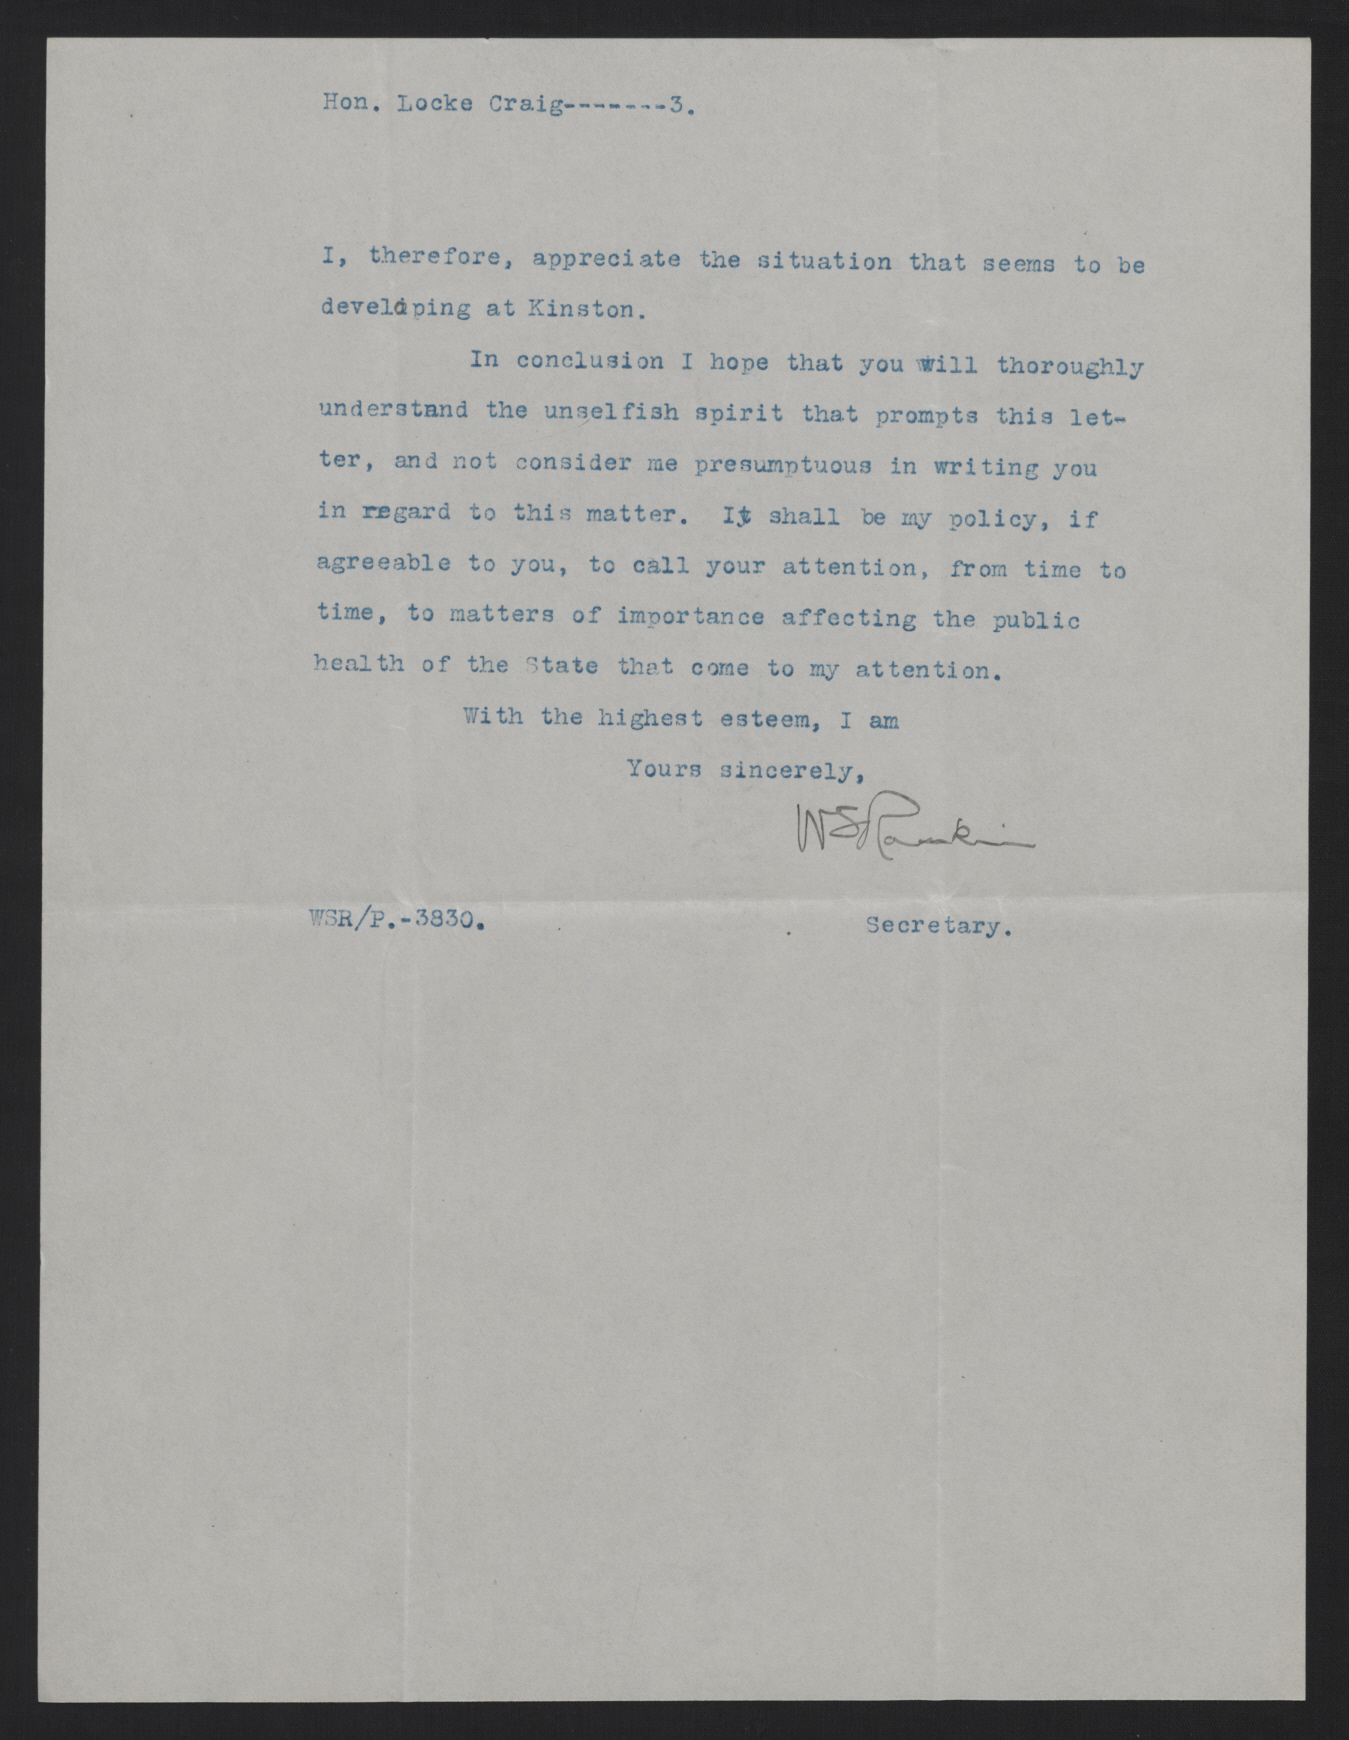 Hon. Locke Craig--------3.
I, therefore, appreciate the situation that seems to be
developing at Kinston.
In conclusion I hope that you will thoroughly
understand the unselfish spirit that prompts this let-
ter, and not consider me presumptuous in writing you
in regard to this matter. It shall be my policy, if
agreeable to you, to call your attention, from time to
time, to matters of importance affecting the public
health of the State that come to my attention.
With the highest esteem, I am
Yours sincerely,
WS Rankin
WSR/P.-3830. Secretary.